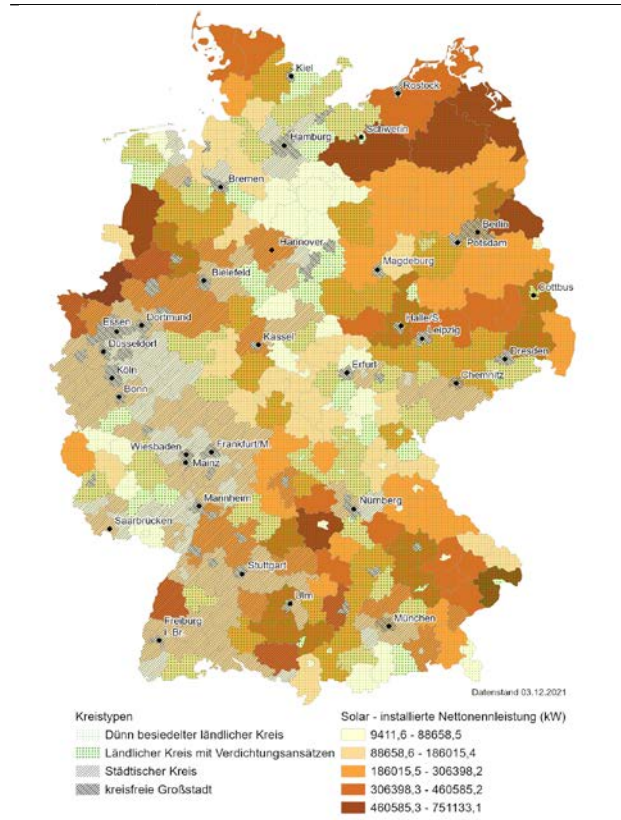 Kiel
Rostock
Schwerin
Hamburg
Bremen
Berlin
Potsdam
Hannover
Magdeburg
Bielefeld
Cottbus
Essen
Dortmund
Halle/S.
Leipzig
Kassel
Düsseldorf
Dresden
Köln
Erfurt
Chemnitz
Bonn
Wiesbaden
Frankfurt/M.
Mainz
Mannheim
Nürnberg
Saarbrücken
Stuttgart
Ulm
München
Freiburg
i. Br.
Datenstand 03.12.2021
Kreistypen
Dünn besiedelter ländlicher Kreis
Ländlicher Kreis mit Verdichtungsansätzen
Städtischer Kreis
kreisfreie Großstadt
Solar - installierte Nettonennleistung (kW)
9411,6 - 88658,5
88658,6 - 186015,4
186015,5 - 306398,2
306398,3 - 460585,2
460585,3 - 751133,1